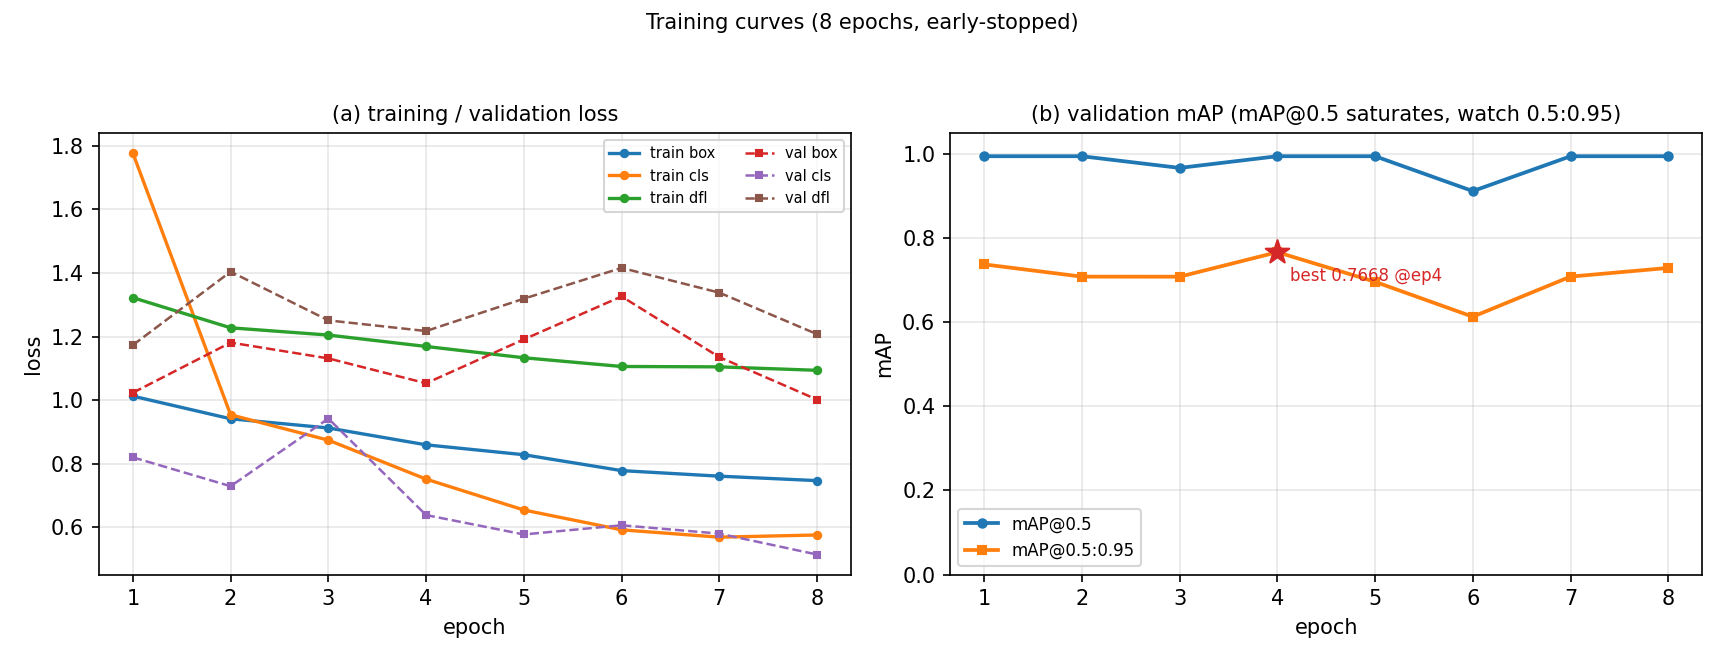 Training curves (8 epochs, early-stopped)
(a) training / validation loss
loss
1.8
1.6
1.4
1.2
1.0
0.8
0.6
train box
train cls
train dfl
val box
val cls
val dfl
1 2 3 4 5 6 7 8
epoch
(b) validation mAP (mAP@0.5 saturates, watch 0.5:0.95)
mAP
1.0
0.8
0.6
0.4
0.2
0.0
best 0.7668 @ep4
mAP@0.5
mAP@0.5:0.95
1 2 3 4 5 6 7 8
epoch